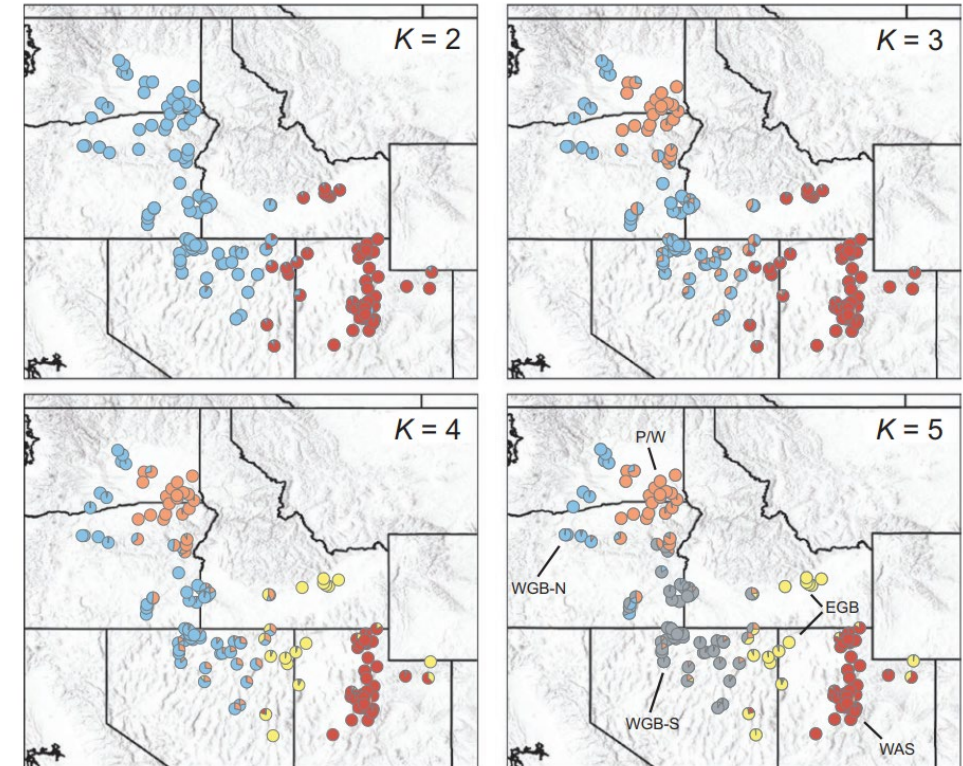 K = 2
K = 3
K = 4
K = 5
P/W
WGB-N
EGB
WGB-S
WAS